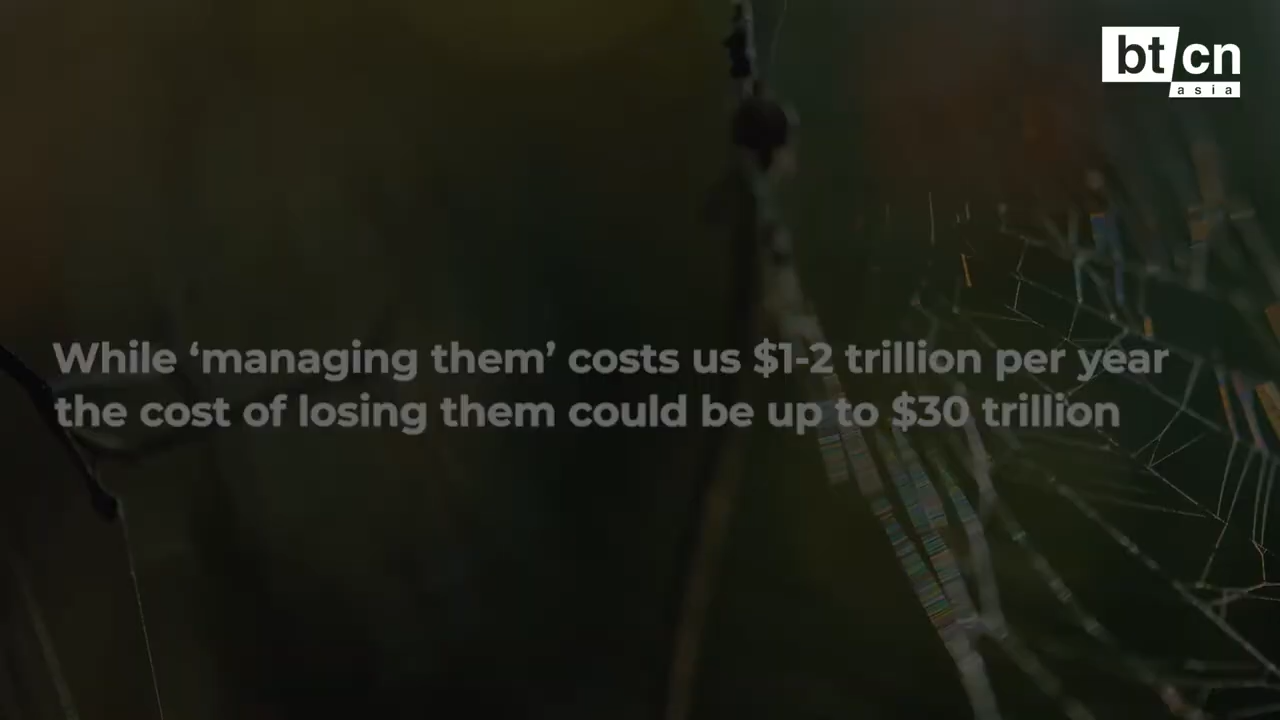 bt cn
asia
While ‘managing them’ costs us $1-2 trillion per year
the cost of losing them could be up to $30 trillion